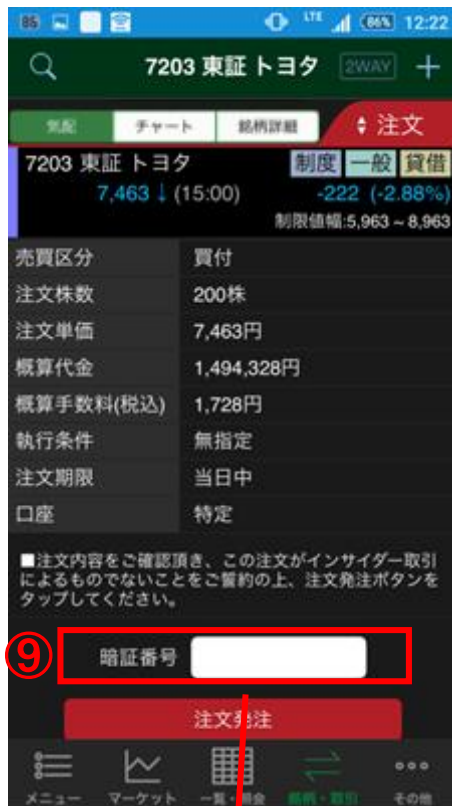 86 LTE 86% 12:22
7203 東証 トヨタ 2WAY
気配 チャート 銘柄詳細 注文
7203 東証 トヨタ 制度 一般 貸借
7,463↓(15:00) -222 (-2.88%)
制限値幅:5,963 ~ 8,963
売買区分 買付
注文株数 200株
注文単価 7,463円
概算代金 1,494,328円
概算手数料(税込) 1,728円
執行条件 無指定
注文期限 当日中
口座 特定
■注文内容をご確認頂き、この注文がインサイダー取引
によるものでないことをご誓約の上、注文発注ボタンを
タップしてください。
⑨ 暗証番号
注文発注
メニュー マーケット 一覧・照会 銘柄・取引 その他